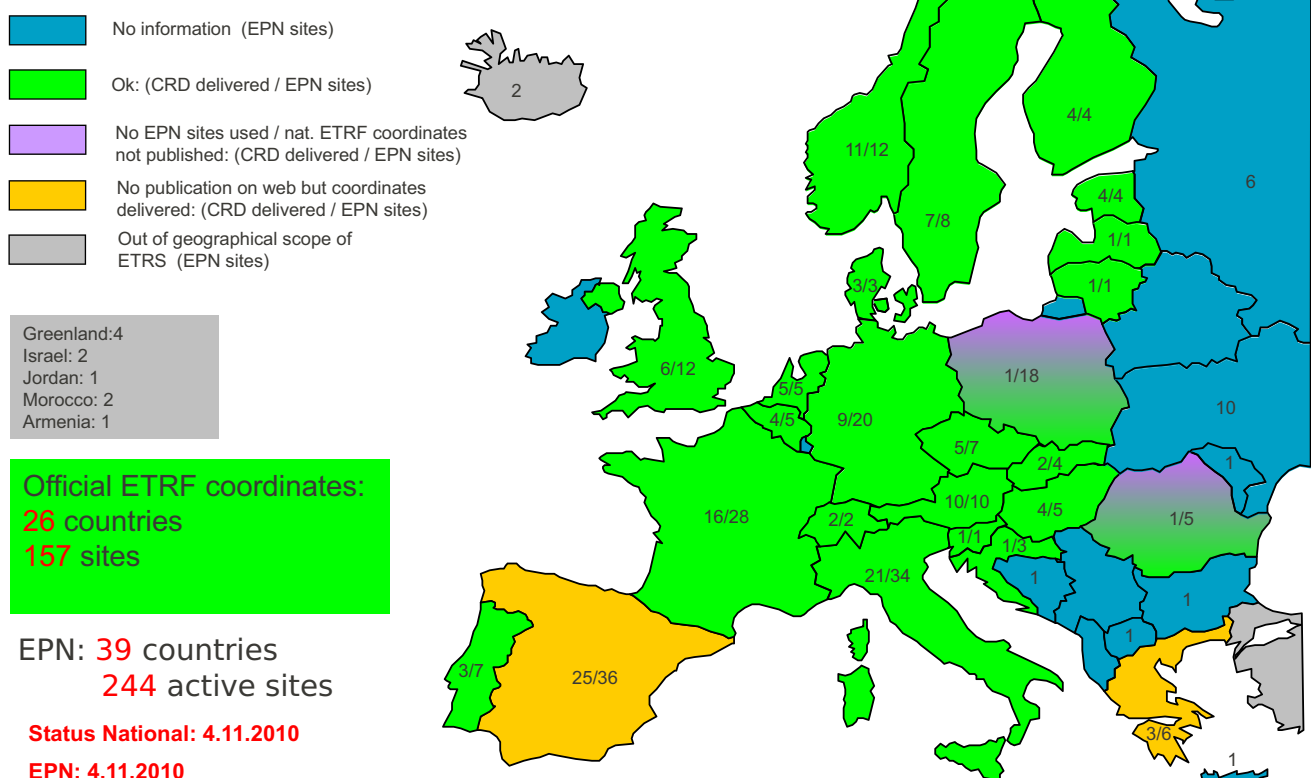 No information (EPN sites)
Ok: (CRD delivered / EPN sites)
No EPN sites used / nat. ETRF coordinates
not published: (CRD delivered / EPN sites)
No publication on web but coordinates
delivered: (CRD delivered / EPN sites)
Out of geographical scope of
ETRS (EPN sites)
Greenland:4
Israel: 2
Jordan: 1
Morocco: 2
Armenia: 1
Official ETRF coordinates:
26 countries
157 sites
EPN: 39 countries
244 active sites
Status National: 4.11.2010
EPN: 4.11.2010
2
4/4
11/12
6
4/4
7/8
1/1
3/3
1/1
6/12
1/18
5/5
10
4/5
9/20
5/7
2/4
1
10/10
4/5
16/28
2/2
1/5
1/1
1/3
21/34
1
1
1
3/7
25/36
3/6
1